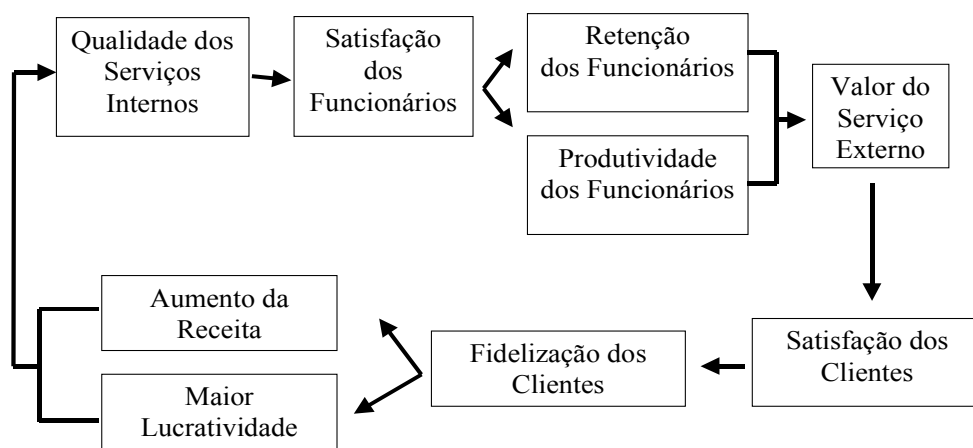 Qualidade dos
Serviços
Internos
Satisfação
dos
Funcionários
Retenção
dos Funcionários
Produtividade
dos Funcionários
Valor do
Serviço
Externo
Satisfação dos
Clientes
Fidelização dos
Clientes
Aumento da
Receita
Maior
Lucratividade